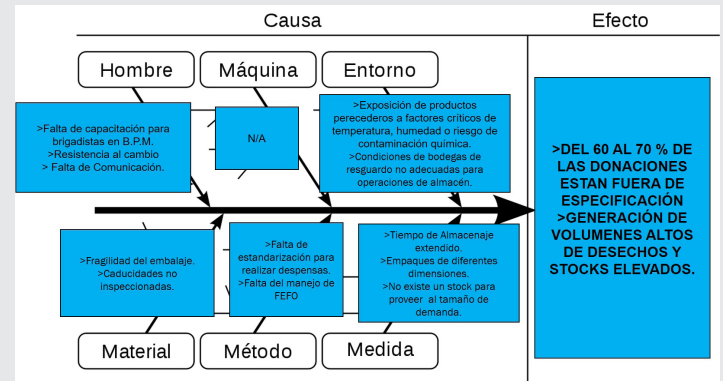 Causa
Efecto
Hombre
Máquina
Entorno
>Falta de capacitación para
brigadistas en B.P.M.
>Resistencia al cambio
> Falta de Comunicación.
N/A
>Exposición de productos
perecederos a factores críticos de
temperatura, humedad o riesgo de
contaminación química.
>Condiciones de bodegas de
resguardo no adecuadas para
operaciones de almacén.
>Fragilidad del embalaje.
>Caducidades no
inspeccionadas.
>Falta de
estandarización para
realizar despensas.
>Falta del manejo de
FEFO
>Tiempo de Almacenaje
extendido.
>Empaques de diferentes
dimensiones.
>No existe un stock para
proveer al tamaño de
demanda.
Material
Método
Medida
>DEL 60 AL 70 % DE
LAS DONACIONES
ESTAN FUERA DE
ESPECIFICACIÓN
>GENERACIÓN DE
VOLUMENES ALTOS
DE DESECHOS Y
STOCKS ELEVADOS.